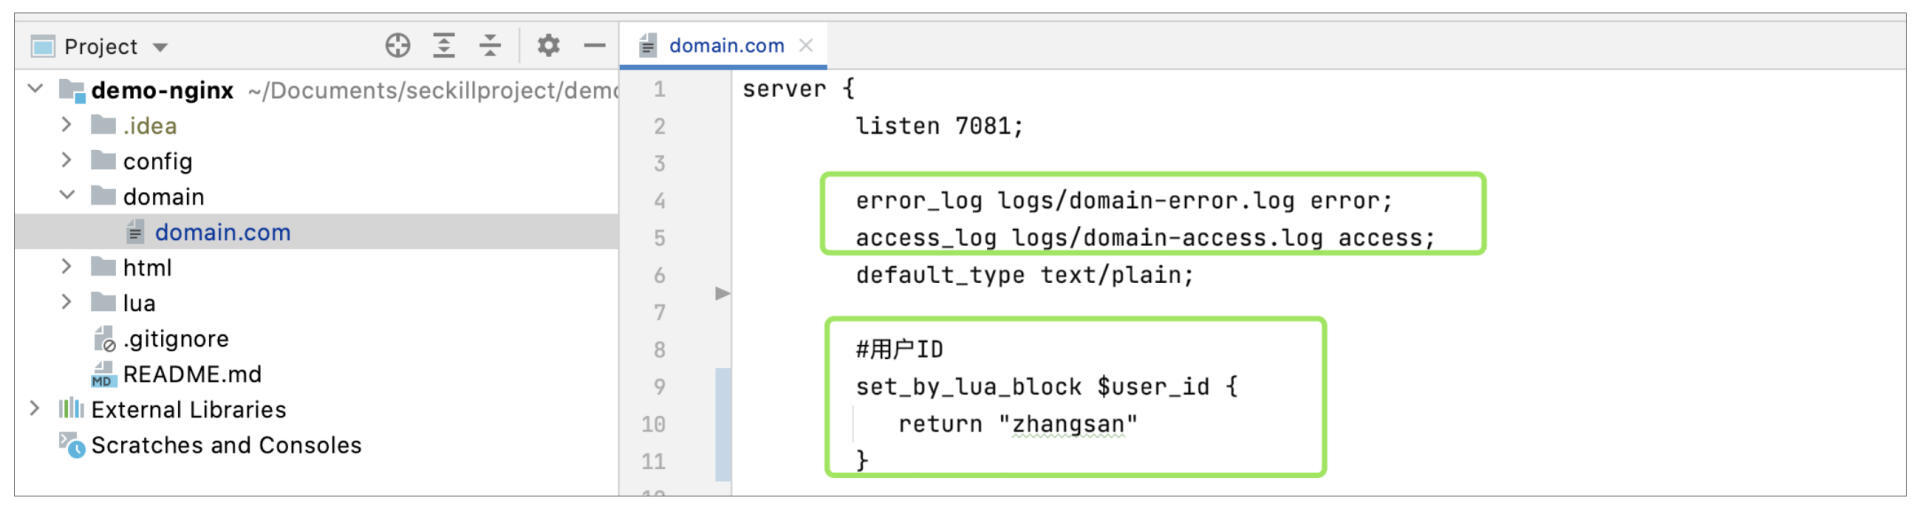 Project
demo-nginx ~/Documents/seckillproject/demo
.idea
config
domain
domain.com
html
lua
.gitignore
MD README.md
External Libraries
Scratches and Consoles
domain.com
1 server {
2 listen 7081;
3
4 error_log logs/domain-error.log error;
5 access_log logs/domain-access.log access;
6 default_type text/plain;
7
8 #用户ID
9 set_by_lua_block $user_id {
10 return "zhangsan"
11 }